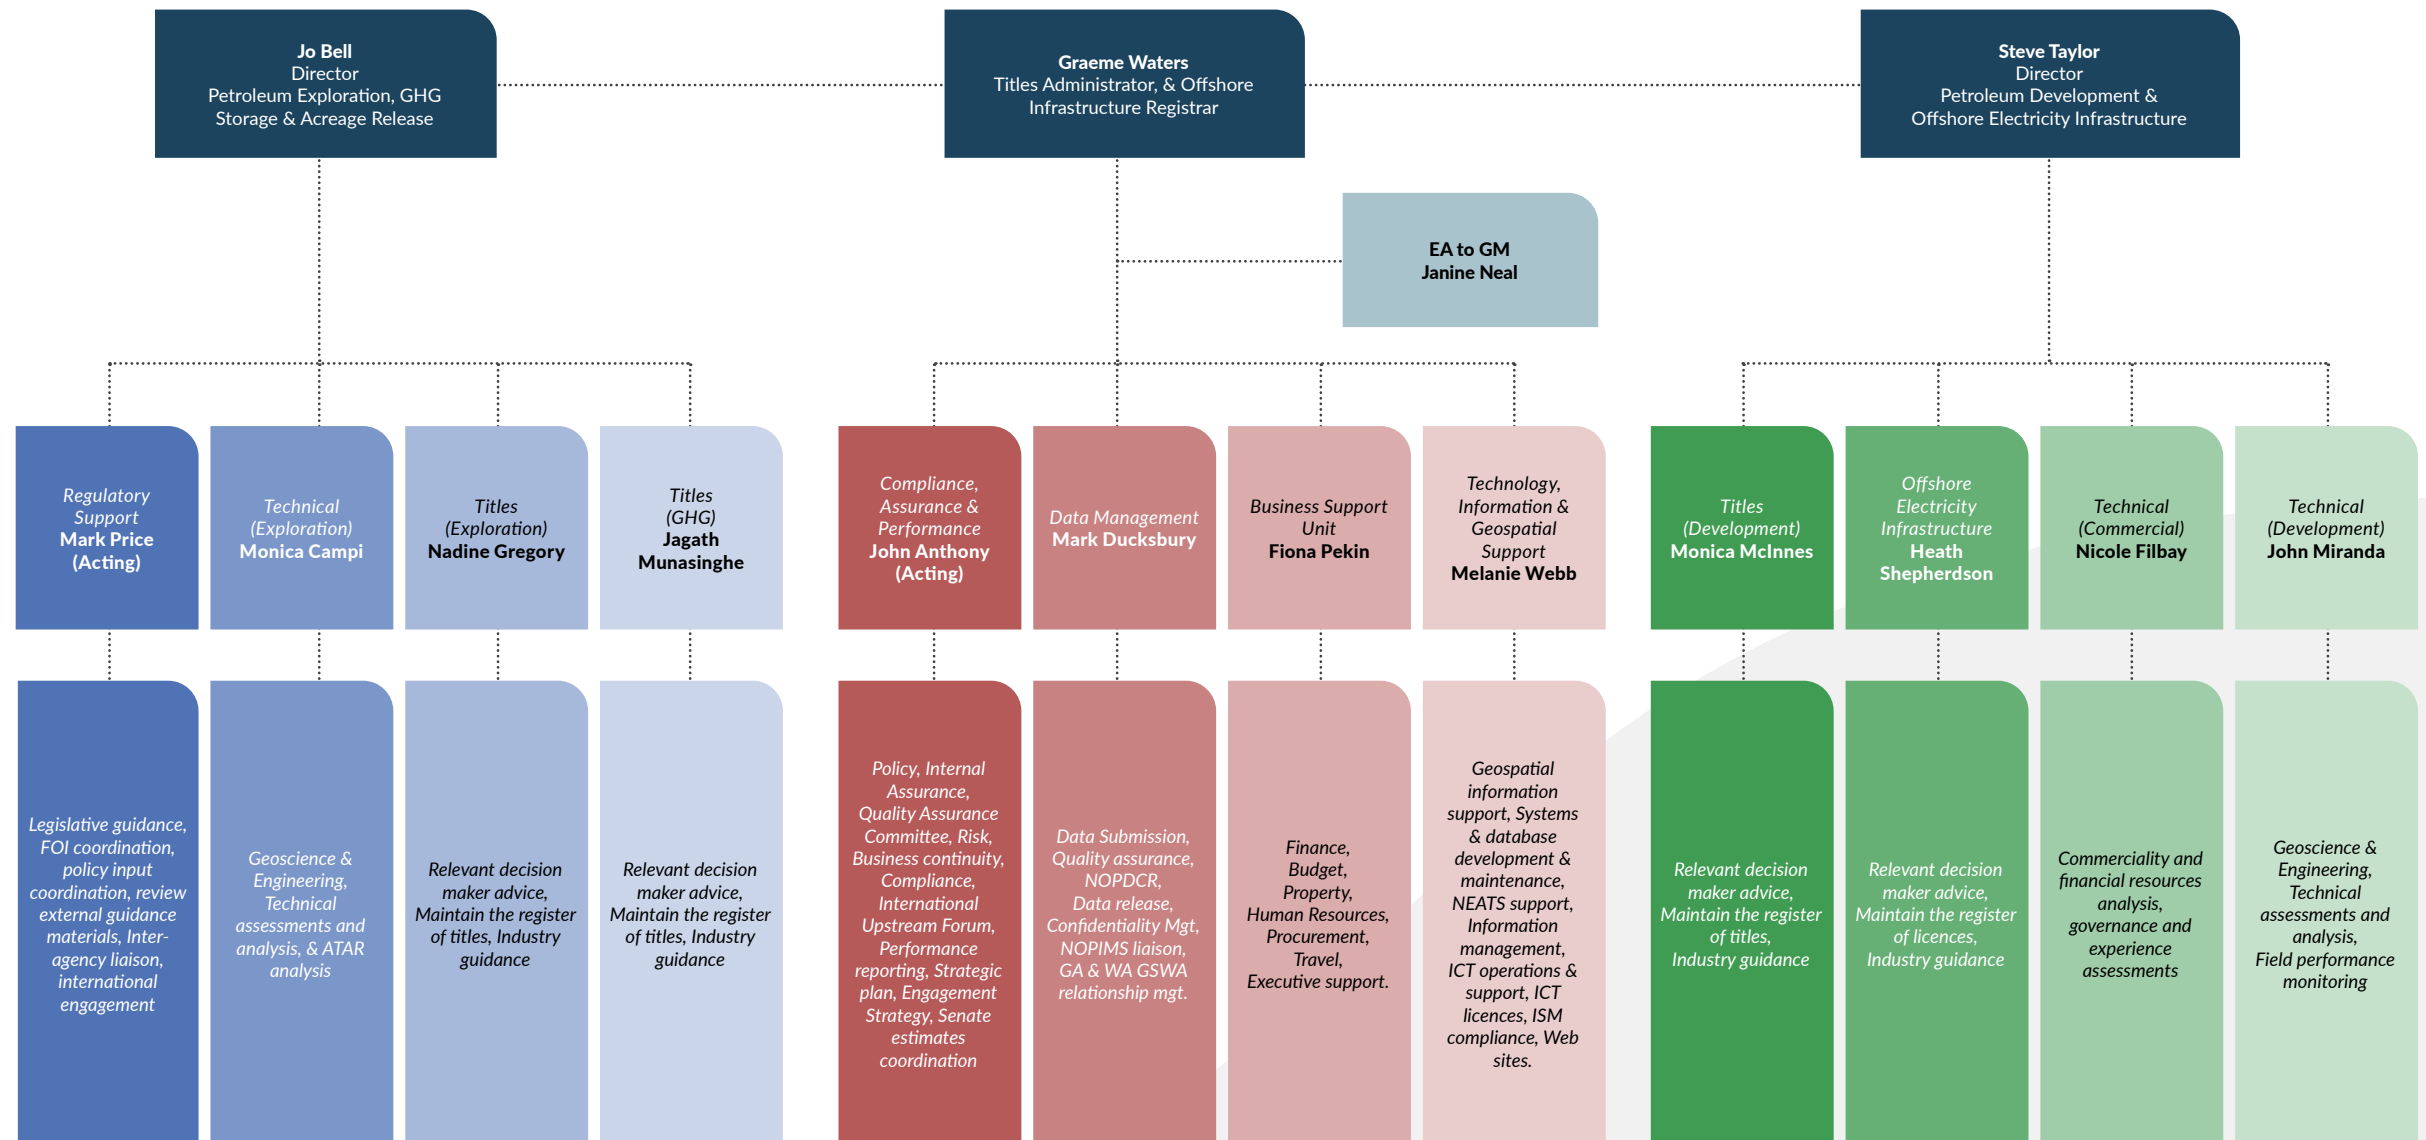 Jo Bell
Director
Petroleum Exploration, GHG
Storage & Acreage Release
Graeme Waters
Titles Administrator, & Offshore
Infrastructure Registrar
Steve Taylor
Director
Petroleum Development &
Offshore Electricity Infrastructure
EA to GM
Janine Neal
Regulatory
Support
Mark Price
(Acting)
Technical
(Exploration)
Monica Campi
Titles
(Exploration)
Nadine Gregory
Titles
(GHG)
Jagath
Munasinghe
Compliance,
Assurance &
Performance
John Anthony
(Acting)
Data Management
Mark Ducksbury
Business Support
Unit
Fiona Pekin
Technology,
Information &
Geospatial
Support
Melanie Webb
Titles
(Development)
Monica McInnes
Offshore
Electricity
Infrastructure
Heath
Shepherdson
Technical
(Commercial)
Nicole Filbay
Technical
(Development)
John Miranda
Legislative guidance,
FOI coordination,
policy input
coordination, review
external guidance
materials, Inter-
agency liaison,
international
engagement
Geoscience &
Engineering,
Technical
assessments and
analysis, & ATAR
analysis
Relevant decision
maker advice,
Maintain the register
of titles, Industry
guidance
Relevant decision
maker advice,
Maintain the register
of titles, Industry
guidance
Policy, Internal
Assurance,
Quality Assurance
Committee, Risk,
Business continuity,
Compliance,
International
Upstream Forum,
Performance
reporting, Strategic
plan, Engagement
Strategy, Senate
estimates
coordination
Data Submission,
Quality assurance,
NOPDCR,
Data release,
Confidentiality Mgt,
NOPIMS liaison,
GA & WA GSWA
relationship mgt.
Finance,
Budget,
Property,
Human Resources,
Procurement,
Travel,
Executive support.
Geospatial
information
support, Systems
& database
development &
maintenance,
NEATS support,
Information
management,
ICT operations &
support, ICT
licences, ISM
compliance, Web
sites.
Relevant decision
maker advice,
Maintain the register
of titles,
Industry guidance
Relevant decision
maker advice,
Maintain the register
of licences,
Industry guidance
Commerciality and
financial resources
analysis,
governance and
experience
assessments
Geoscience &
Engineering,
Technical
assessments and
analysis,
Field performance
monitoring